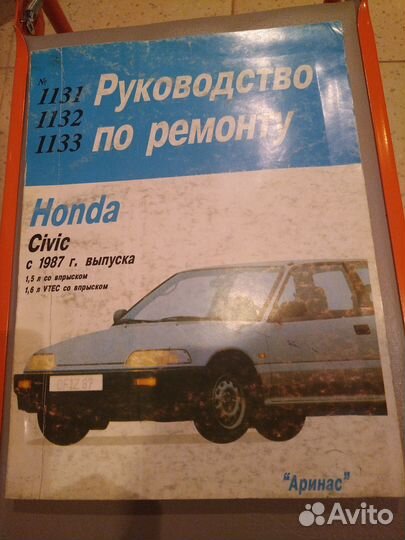 №
1131
1132
1133
Руководство
по ремонту
Honda
Civic
с 1987 г. выпуска
1,5 л со впрыском
1,6 л VTEC со впрыском
"Аринас"
Avito